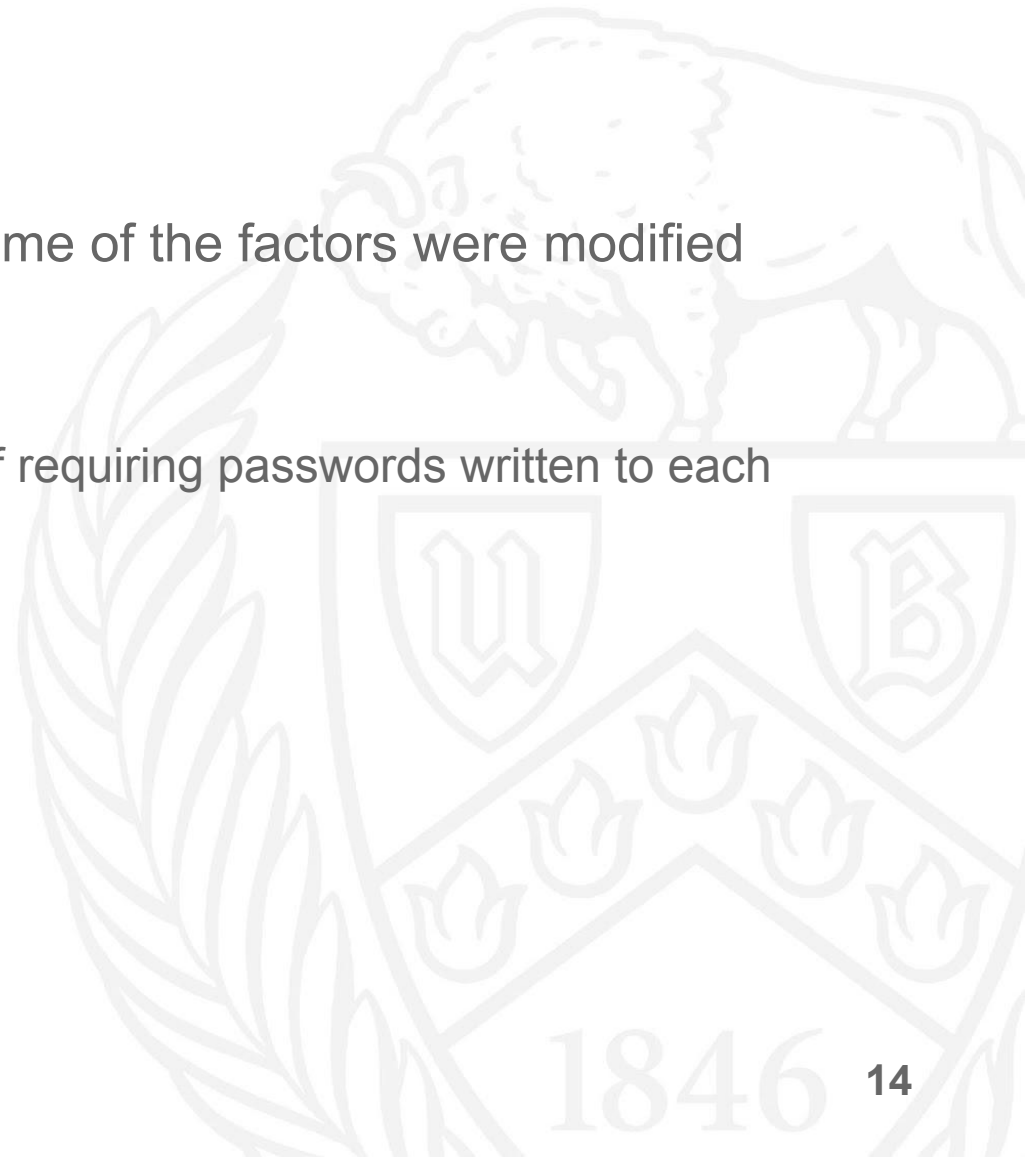 me of the factors were modified
requiring passwords written to each
U B
1846
14